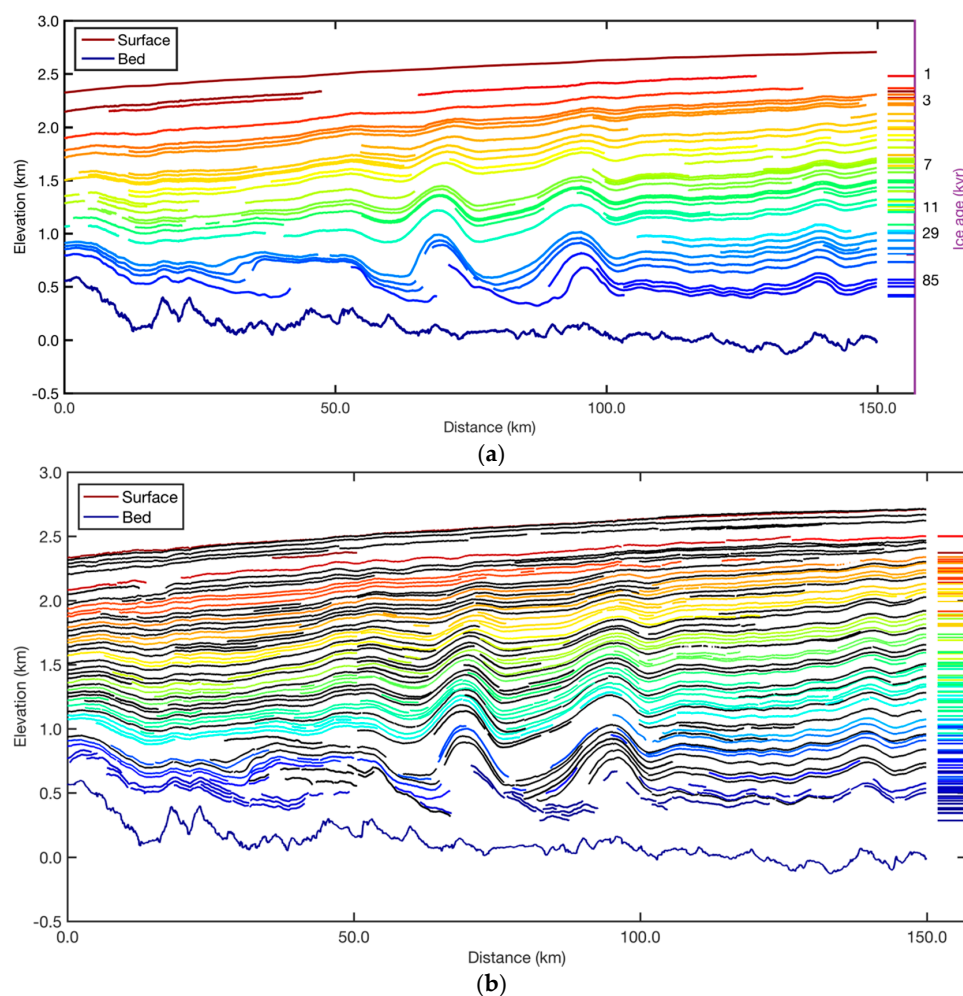 3.0
Surface
Bed
2.5
2.0
1.5
1.0
0.5
0.0
-0.5
Elevation (km)
1
3
7
11
29
85
Ice age (kyr)
0.0
50.0
100.0
150.0
Distance (km)
(a)
3.0
Surface
Bed
2.5
2.0
1.5
1.0
0.5
0.0
-0.5
Elevation (km)
0.0
50.0
100.0
150.0
Distance (km)
(b)